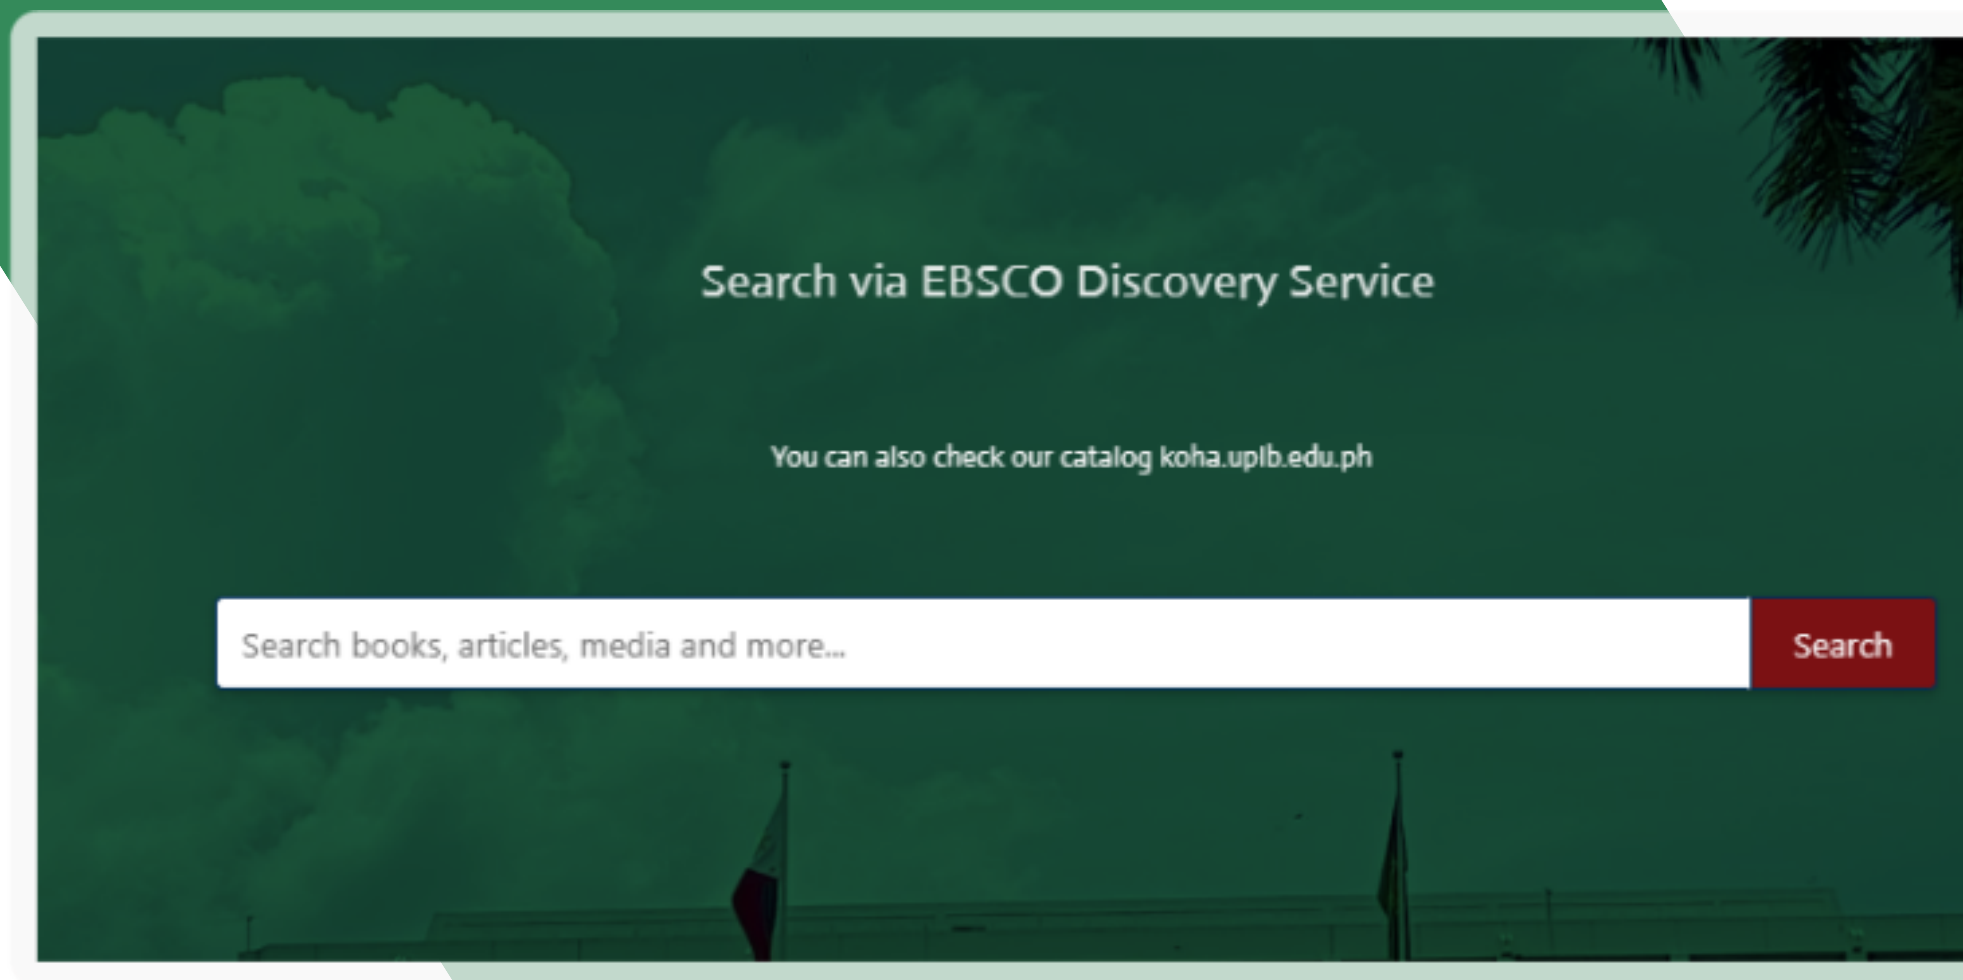 Search via EBSCO Discovery Service
You can also check our catalog koha.uplb.edu.ph
Search books, articles, media and more...
Search